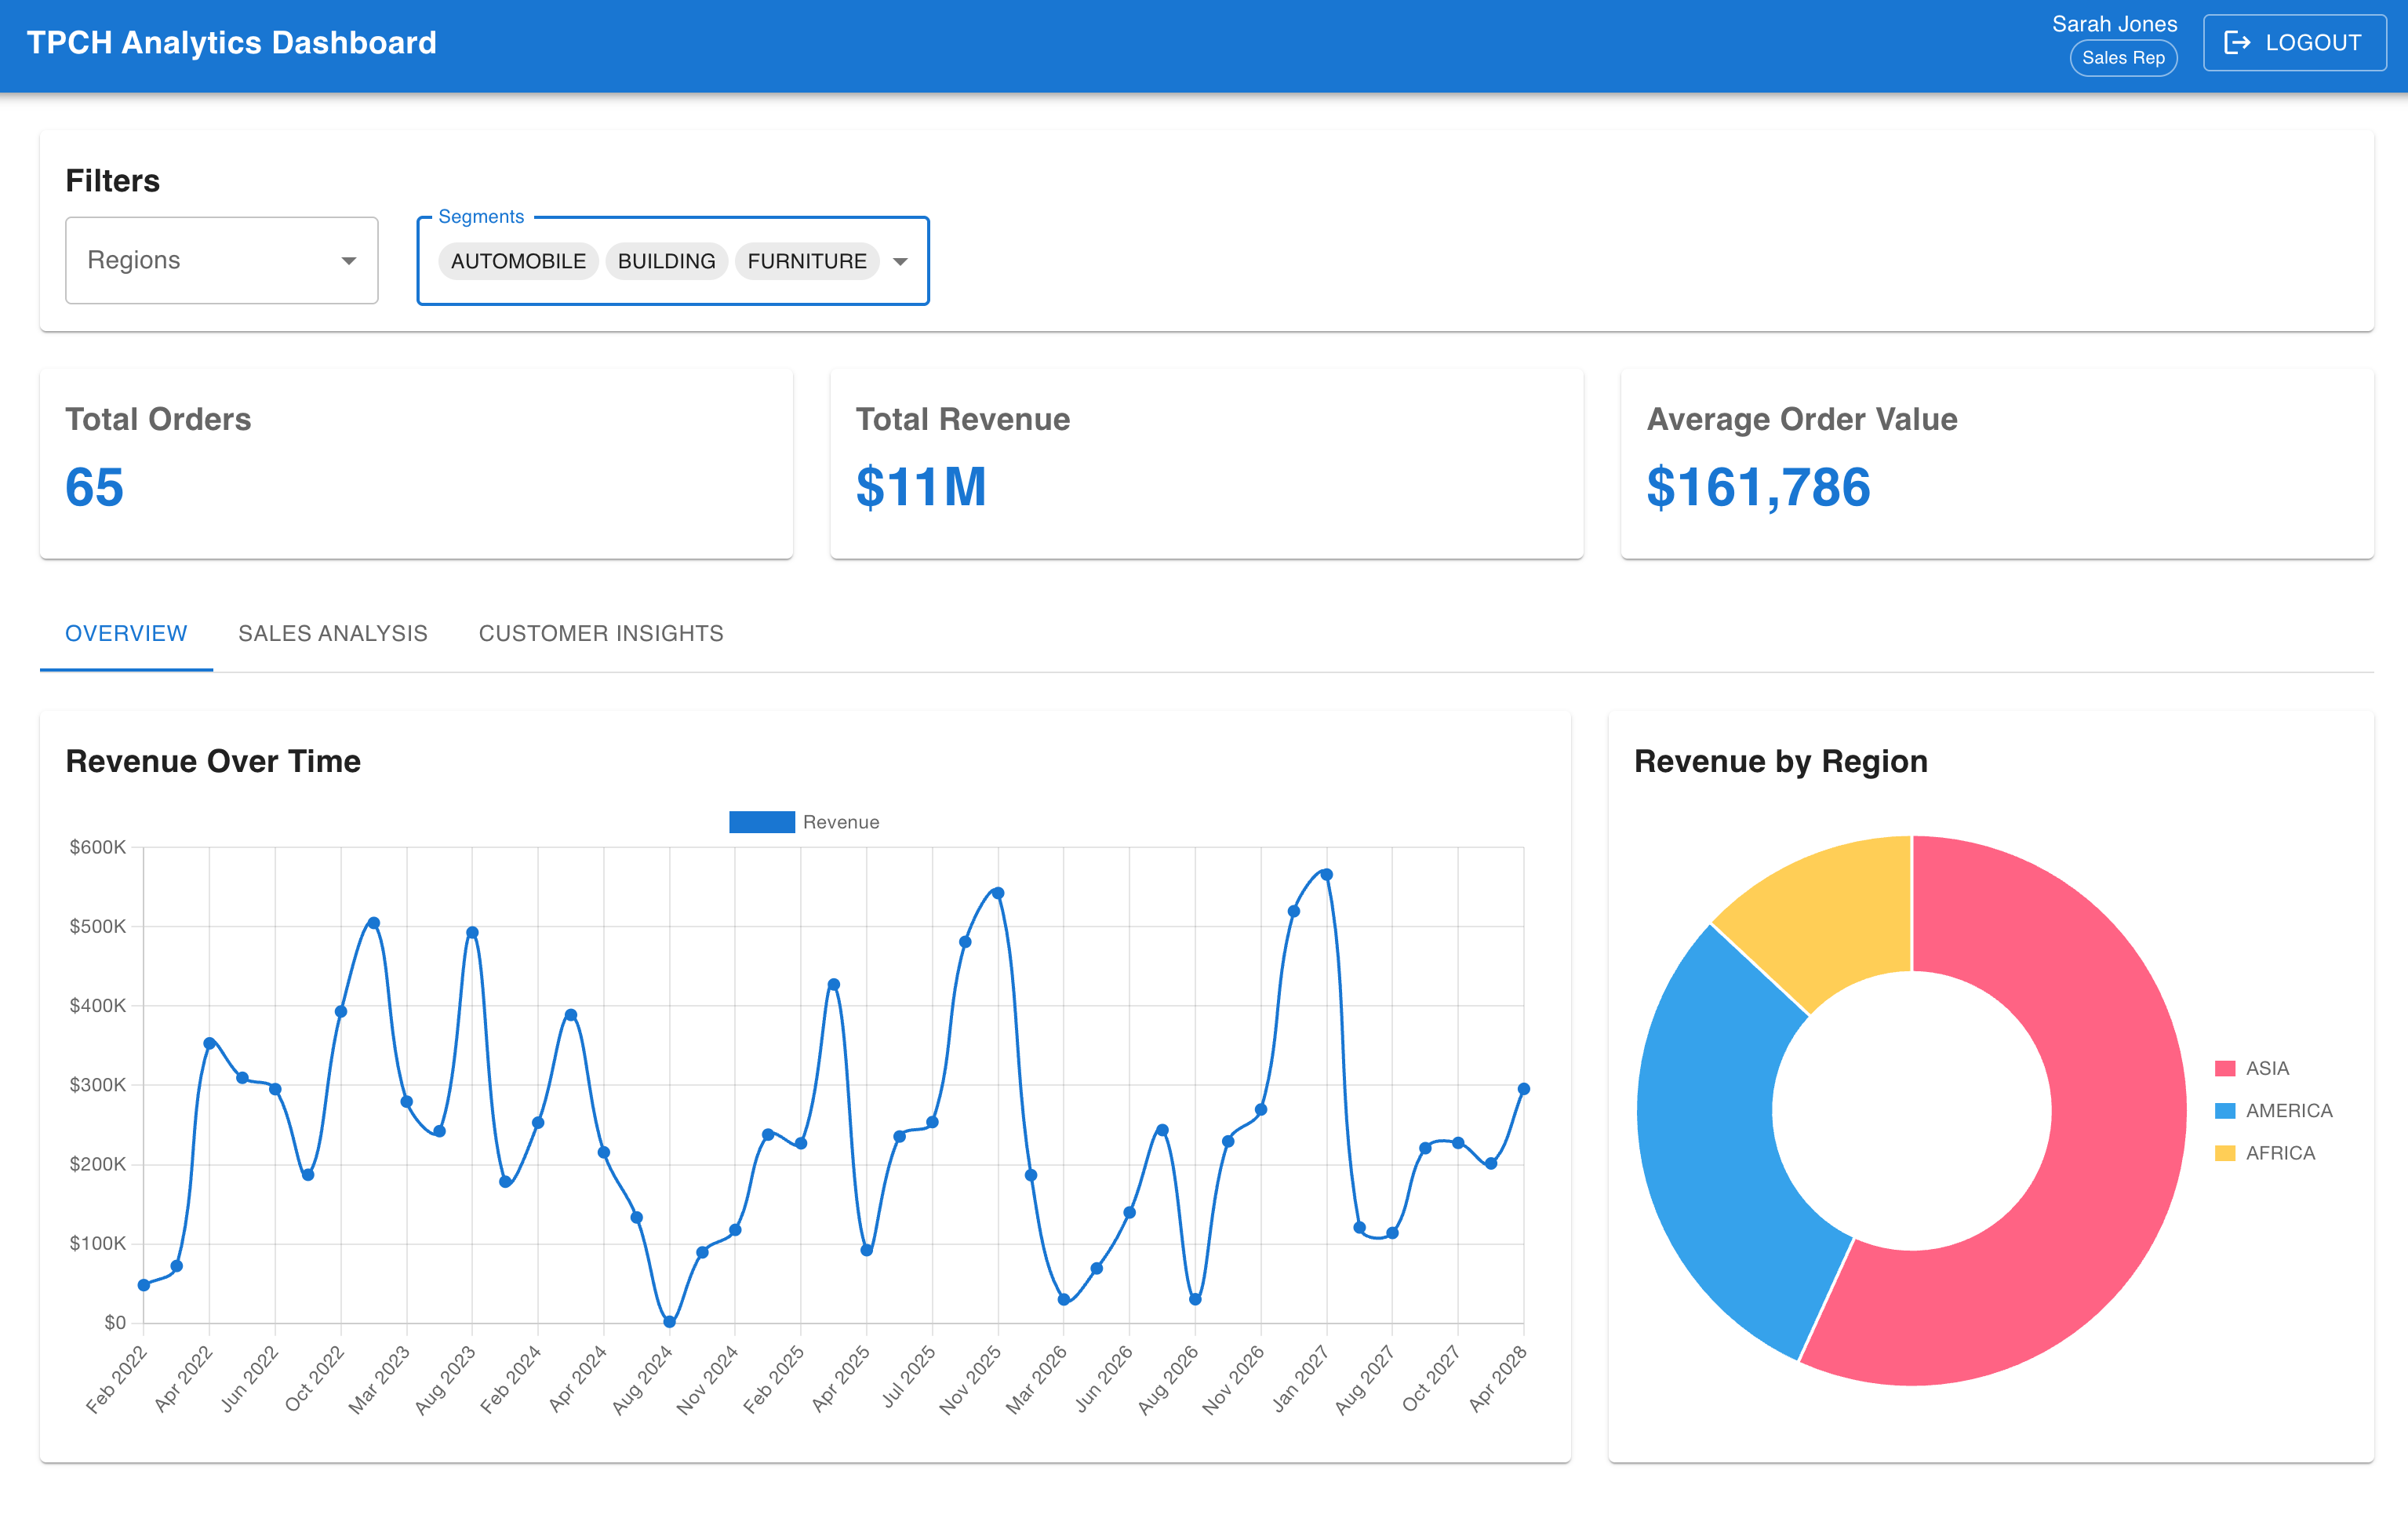 TPCH Analytics Dashboard
Sarah Jones
Sales Rep
LOGOUT
Filters
Regions
Segments
AUTOMOBILE BUILDING FURNITURE
Total Orders
65
Total Revenue
$11M
Average Order Value
$161,786
OVERVIEW SALES ANALYSIS CUSTOMER INSIGHTS
Revenue Over Time
Revenue
$600K
$500K
$400K
$300K
$200K
$100K
$0
Feb 2022
Apr 2022
Jun 2022
Oct 2022
Mar 2023
Aug 2023
Feb 2024
Apr 2024
Aug 2024
Nov 2024
Feb 2025
Apr 2025
Jul 2025
Nov 2025
Mar 2026
Jun 2026
Aug 2026
Nov 2026
Jan 2027
Aug 2027
Oct 2027
Apr 2028
Revenue by Region
ASIA
AMERICA
AFRICA